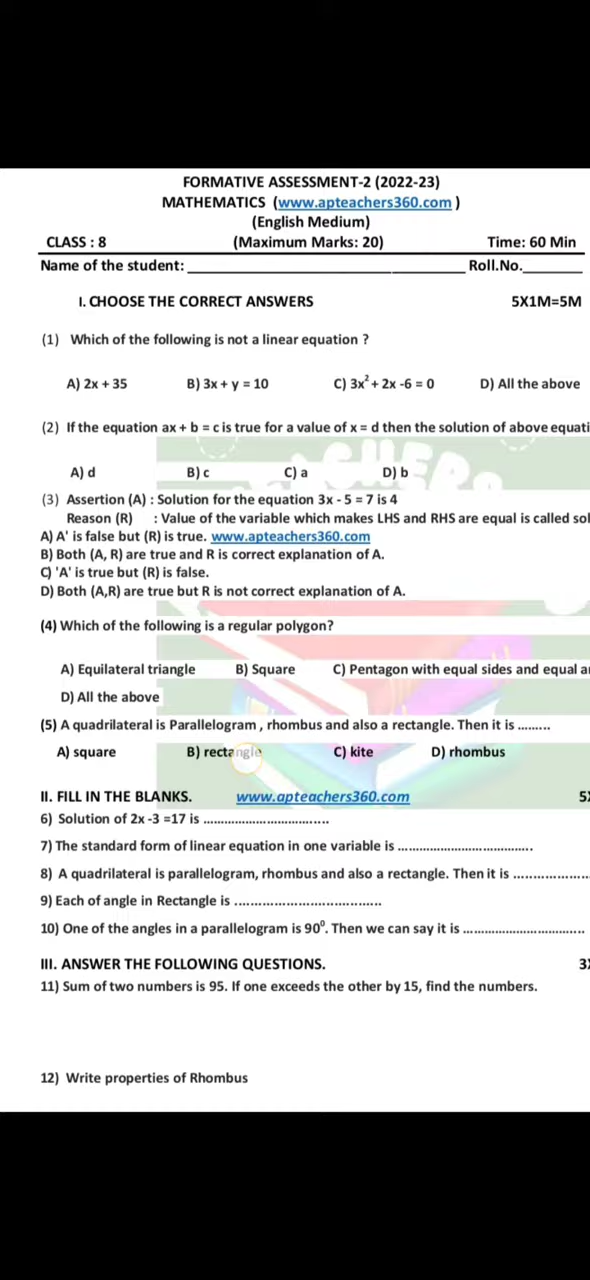 FORMATIVE ASSESSMENT-2 (2022-23)
MATHEMATICS (www.apteachers360.com )
(English Medium)
CLASS : 8 (Maximum Marks: 20) Time: 60 Min
Name of the student: Roll.No.
I. CHOOSE THE CORRECT ANSWERS 5X1M=5M
(1) Which of the following is not a linear equation ?
A) 2x + 35 B) 3x + y = 10 C) 3x² + 2x -6 = 0 D) All the above
(2) If the equation ax + b = c is true for a value of x = d then the solution of above equati
A) d B) c C) a D) b
(3) Assertion (A) : Solution for the equation 3x - 5 = 7 is 4
Reason (R) : Value of the variable which makes LHS and RHS are equal is called sol
A) A' is false but (R) is true. www.apteachers360.com
B) Both (A, R) are true and R is correct explanation of A.
C) 'A' is true but (R) is false.
D) Both (A,R) are true but R is not correct explanation of A.
(4) Which of the following is a regular polygon?
A) Equilateral triangle B) Square C) Pentagon with equal sides and equal a
D) All the above
(5) A quadrilateral is Parallelogram , rhombus and also a rectangle. Then it is .........
A) square B) rectangle C) kite D) rhombus
II. FILL IN THE BLANKS. www.apteachers360.com 5
6) Solution of 2x -3 =17 is .................................
7) The standard form of linear equation in one variable is ...................................
8) A quadrilateral is parallelogram, rhombus and also a rectangle. Then it is ....................
9) Each of angle in Rectangle is .....................................
10) One of the angles in a parallelogram is 90⁰. Then we can say it is ................................
III. ANSWER THE FOLLOWING QUESTIONS. 3
11) Sum of two numbers is 95. If one exceeds the other by 15, find the numbers.
12) Write properties of Rhombus